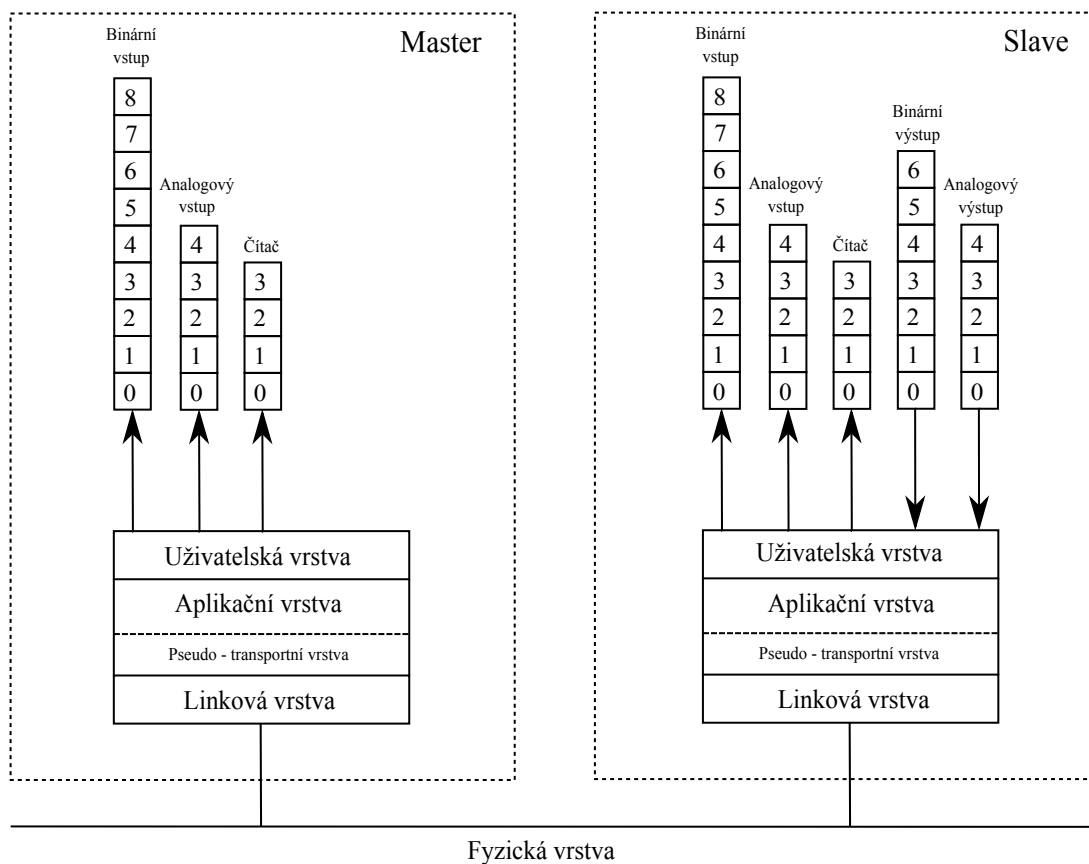 Master
Binární
vstup
8
7
6
5
4
3
2
1
0
Analogový
vstup
4
3
2
1
0
Čítač
3
2
1
0
Uživatelská vrstva
Aplikační vrstva
Pseudo - transportní vrstva
Linková vrstva
Slave
Binární
vstup
8
7
6
5
4
3
2
1
0
Analogový
vstup
4
3
2
1
0
Čítač
3
2
1
0
Binární
výstup
6
5
4
3
2
1
0
Analogový
výstup
4
3
2
1
0
Uživatelská vrstva
Aplikační vrstva
Pseudo - transportní vrstva
Linková vrstva
Fyzická vrstva